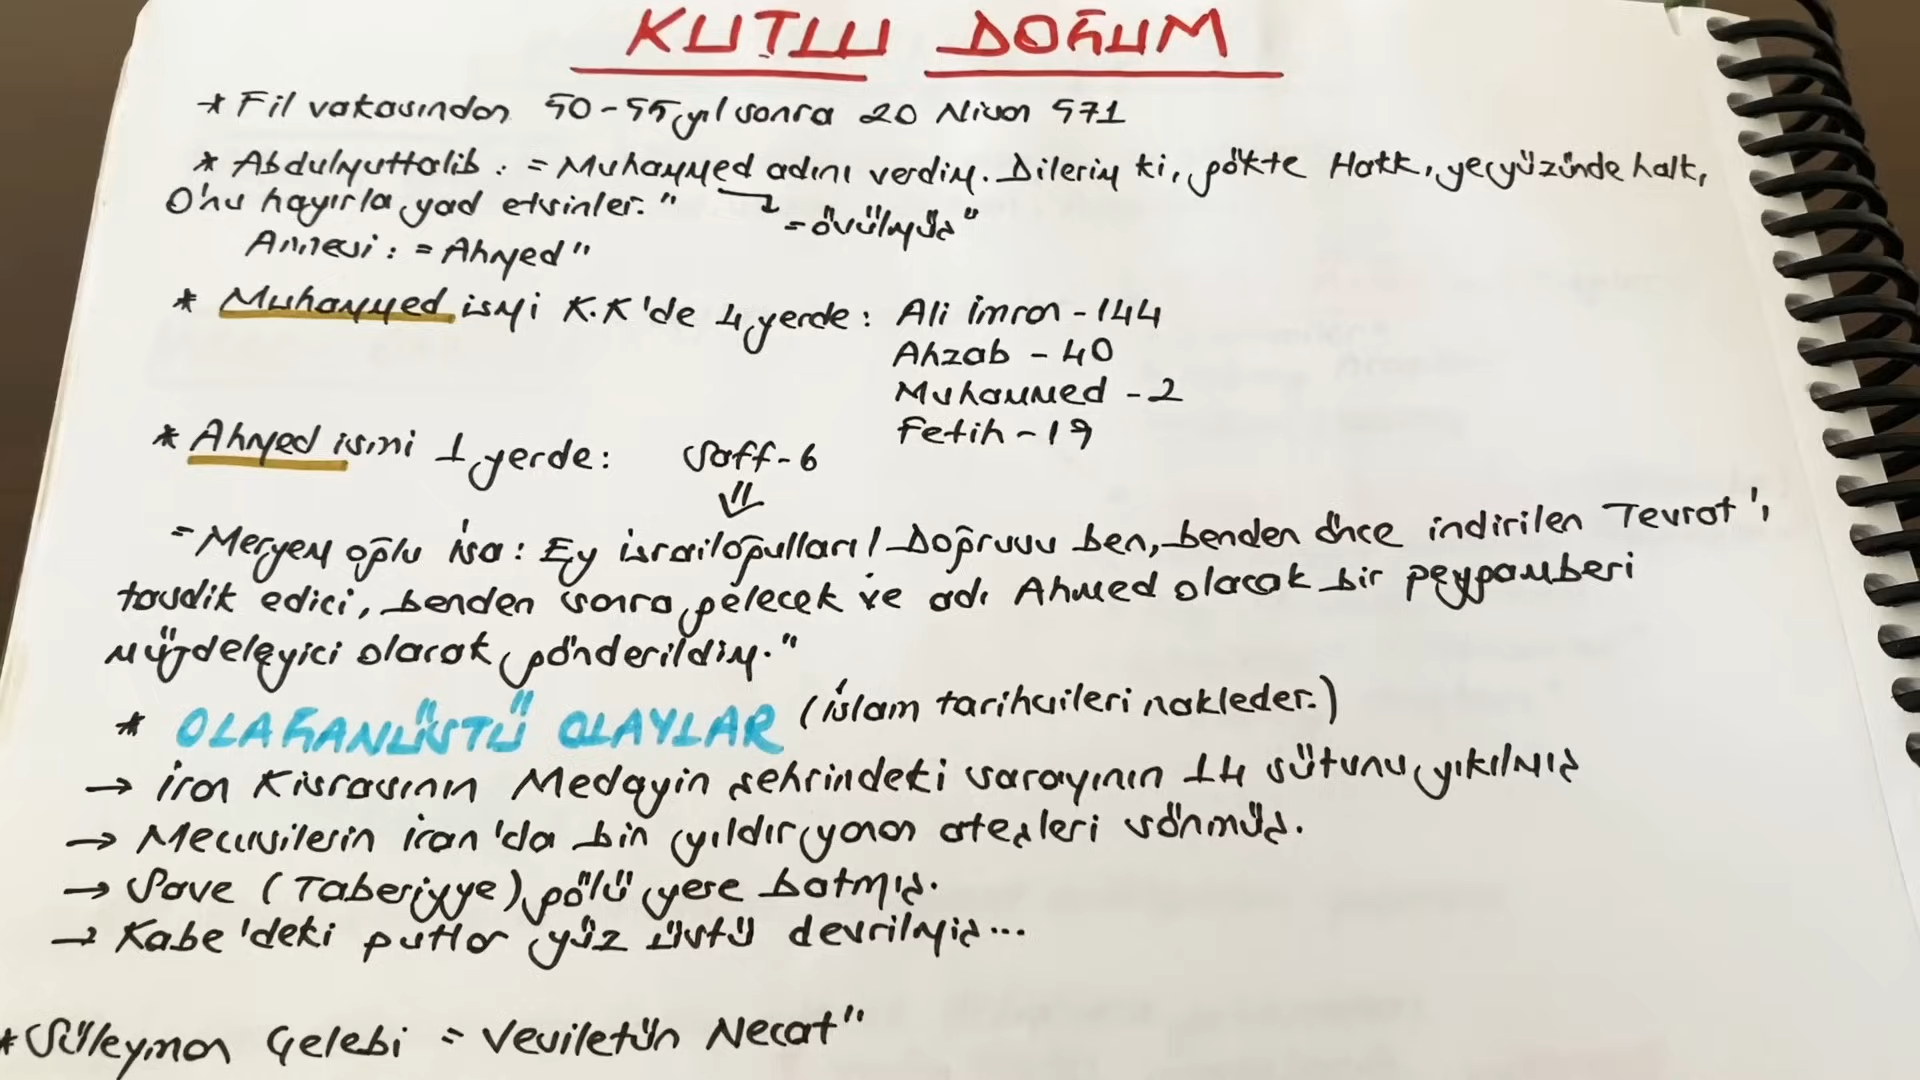 KUTLU DOĞUM
* Fil vakasından 50-55 yıl sonra 20 Nisan 571
* Abdulmuttalib : "Muhammed adını verdim. Dilerim ki, gökte Hakk, yeryüzünde halk,
O'nu hayırla yad etsinler."
"övülmüş"
Annesi : "Ahmed"
* Muhammed ismi K.K'de 4 yerde : Ali İmran - 144
Ahzab - 40
Muhammed - 2
Fetih - 19
* Ahmed ismi 1 yerde : Saff - 6
"Meryem oğlu İsa : Ey israiloğulları! Doğrusu ben, benden önce indirilen Tevrat'ı
tasdik edici, benden sonra gelecek ve adı Ahmed olacak bir peygamberi
müjdeleyici olarak gönderildim."
* OLAĞANÜSTÜ OLAYLAR (İslam tarihçileri nakleder.)
→ İran Kisrasının Medayin şehrindeki sarayının 14 sütunu yıkılmış
→ Mecusilerin İran'da bin yıldır yanan ateşleri sönmüş.
→ Save (Taberiyye) gölü yere batmış.
→ Kabe'deki putlar yüz üstü devrilmiş...
* Süleyman Çelebi "Vesiletün Necat"